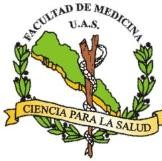 FACULTAD DE MEDICINA
U.A.S.
CIENCIA PARA LA SALUD